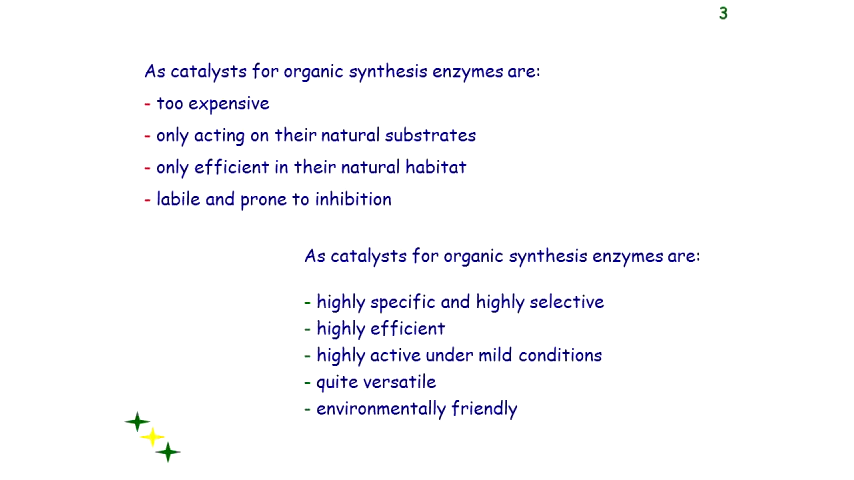 3
As catalysts for organic synthesis enzymes are:
- too expensive
- only acting on their natural substrates
- only efficient in their natural habitat
- labile and prone to inhibition
As catalysts for organic synthesis enzymes are:
- highly specific and highly selective
- highly efficient
- highly active under mild conditions
- quite versatile
- environmentally friendly